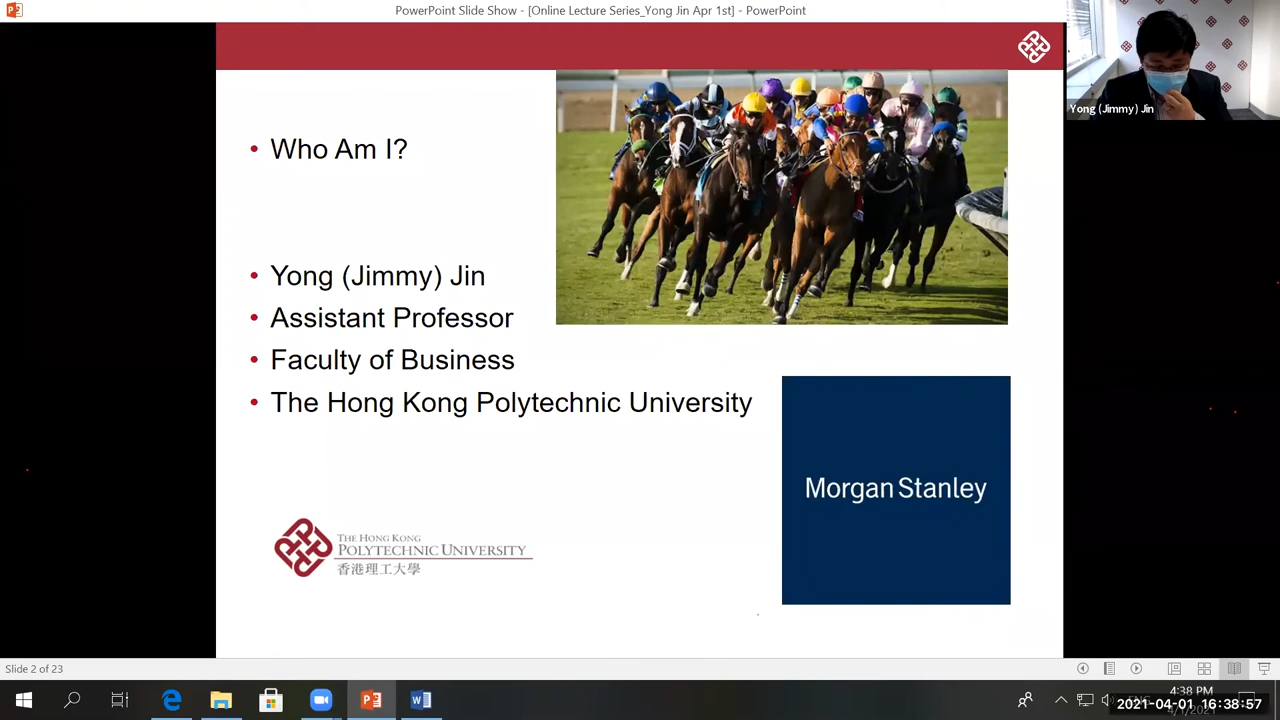 PowerPoint Slide Show - [Online Lecture Series_Yong Jin Apr 1st] - PowerPoint
Yong (Jimmy) Jin
Who Am I?
Yong (Jimmy) Jin
Assistant Professor
Faculty of Business
The Hong Kong Polytechnic University
Morgan Stanley
THE HONG KONG
POLYTECHNIC UNIVERSITY
香港理工大學
Slide 2 of 23
4:38 PM
2021-04-01 16:38:57